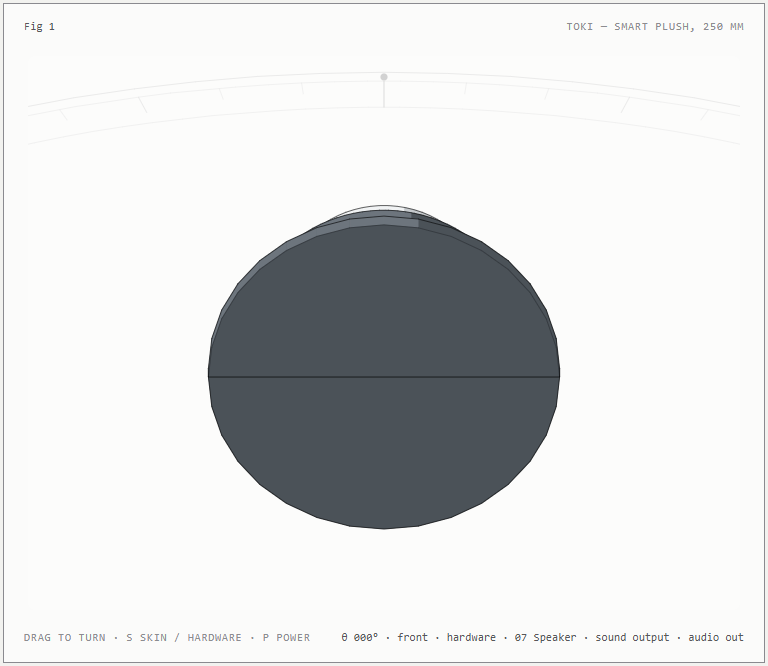 Fig 1
TOKI — SMART PLUSH, 250 MM
DRAG TO TURN · S SKIN / HARDWARE · P POWER
θ 000° · front · hardware · 07 Speaker · sound output · audio out